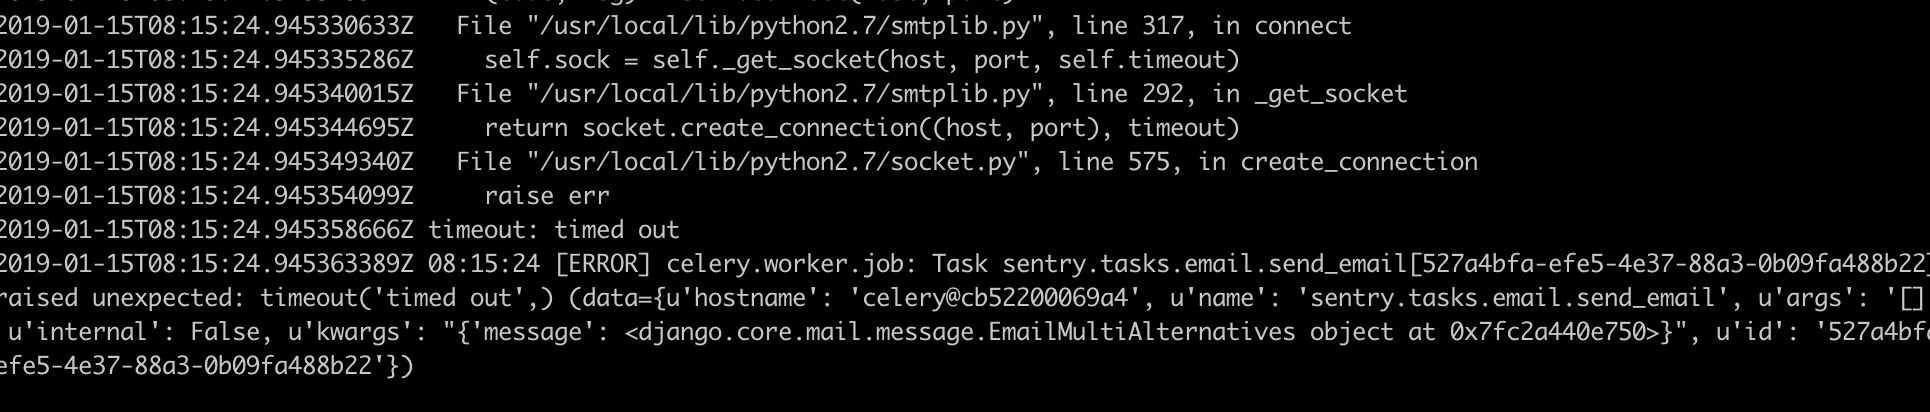 2019-01-15T08:15:24.945330633Z   File "/usr/local/lib/python2.7/smtplib.py", line 317, in connect
2019-01-15T08:15:24.945335286Z     self.sock = self._get_socket(host, port, self.timeout)
2019-01-15T08:15:24.945340015Z   File "/usr/local/lib/python2.7/smtplib.py", line 292, in _get_socket
2019-01-15T08:15:24.945344695Z     return socket.create_connection((host, port), timeout)
2019-01-15T08:15:24.945349340Z   File "/usr/local/lib/python2.7/socket.py", line 575, in create_connection
2019-01-15T08:15:24.945354099Z     raise err
2019-01-15T08:15:24.945358666Z timeout: timed out
2019-01-15T08:15:24.945363389Z 08:15:24 [ERROR] celery.worker.job: Task sentry.tasks.email.send_email[527a4bfa-efe5-4e37-88a3-0b09fa488b22]
raised unexpected: timeout('timed out',) (data={u'hostname': 'celery@cb52200069a4', u'name': 'sentry.tasks.email.send_email', u'args': '[]
u'internal': False, u'kwargs': "{'message': <django.core.mail.message.EmailMultiAlternatives object at 0x7fc2a440e750>}", u'id': '527a4bfa
efe5-4e37-88a3-0b09fa488b22'})